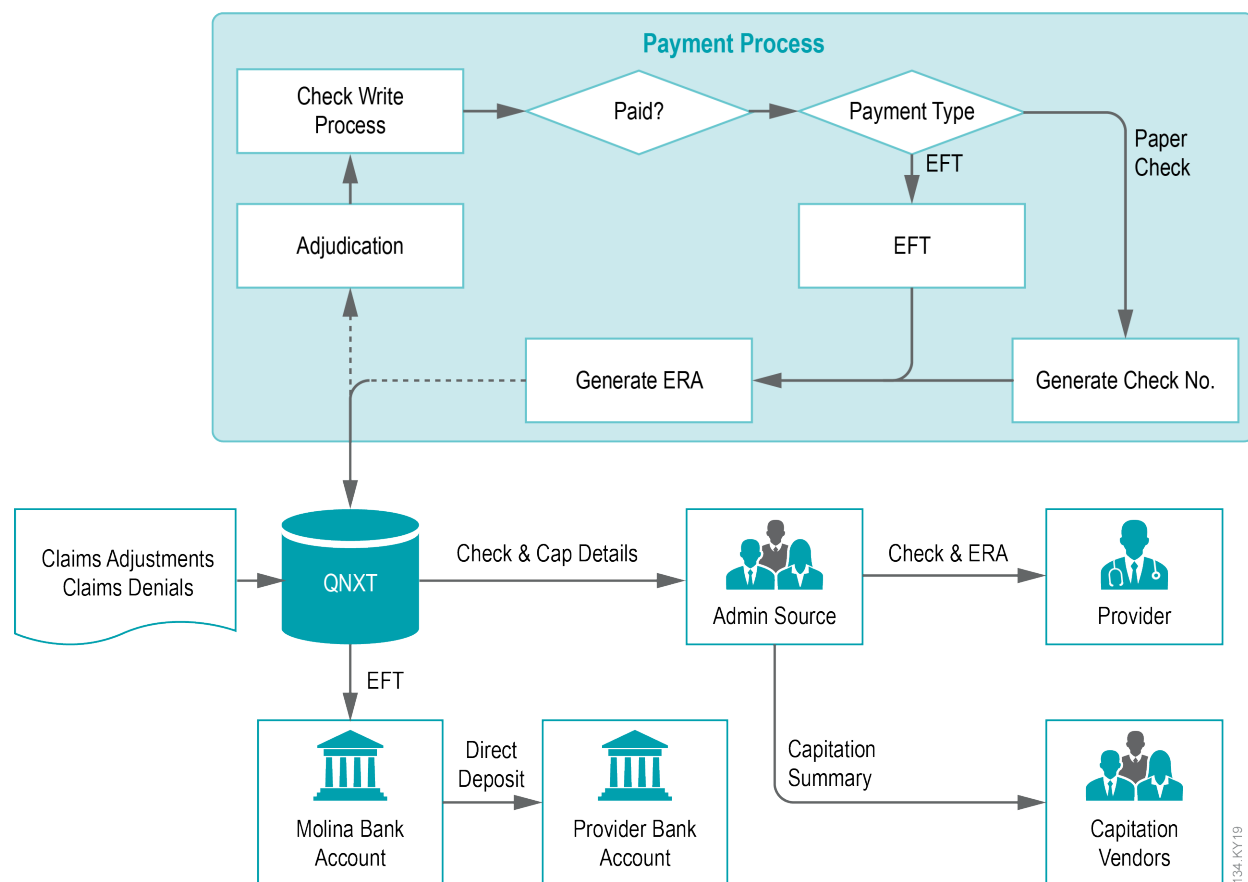 Payment Process
Check Write
Process
Paid?
Payment Type
Paper
Check
EFT
Adjudication
EFT
Generate ERA
Generate Check No.
Claims Adjustments
Claims Denials
QNXT
Check & Cap Details
Admin Source
Check & ERA
Provider
EFT
Molina Bank
Account
Direct
Deposit
Provider Bank
Account
Capitation
Summary
Capitation
Vendors
134.KY19